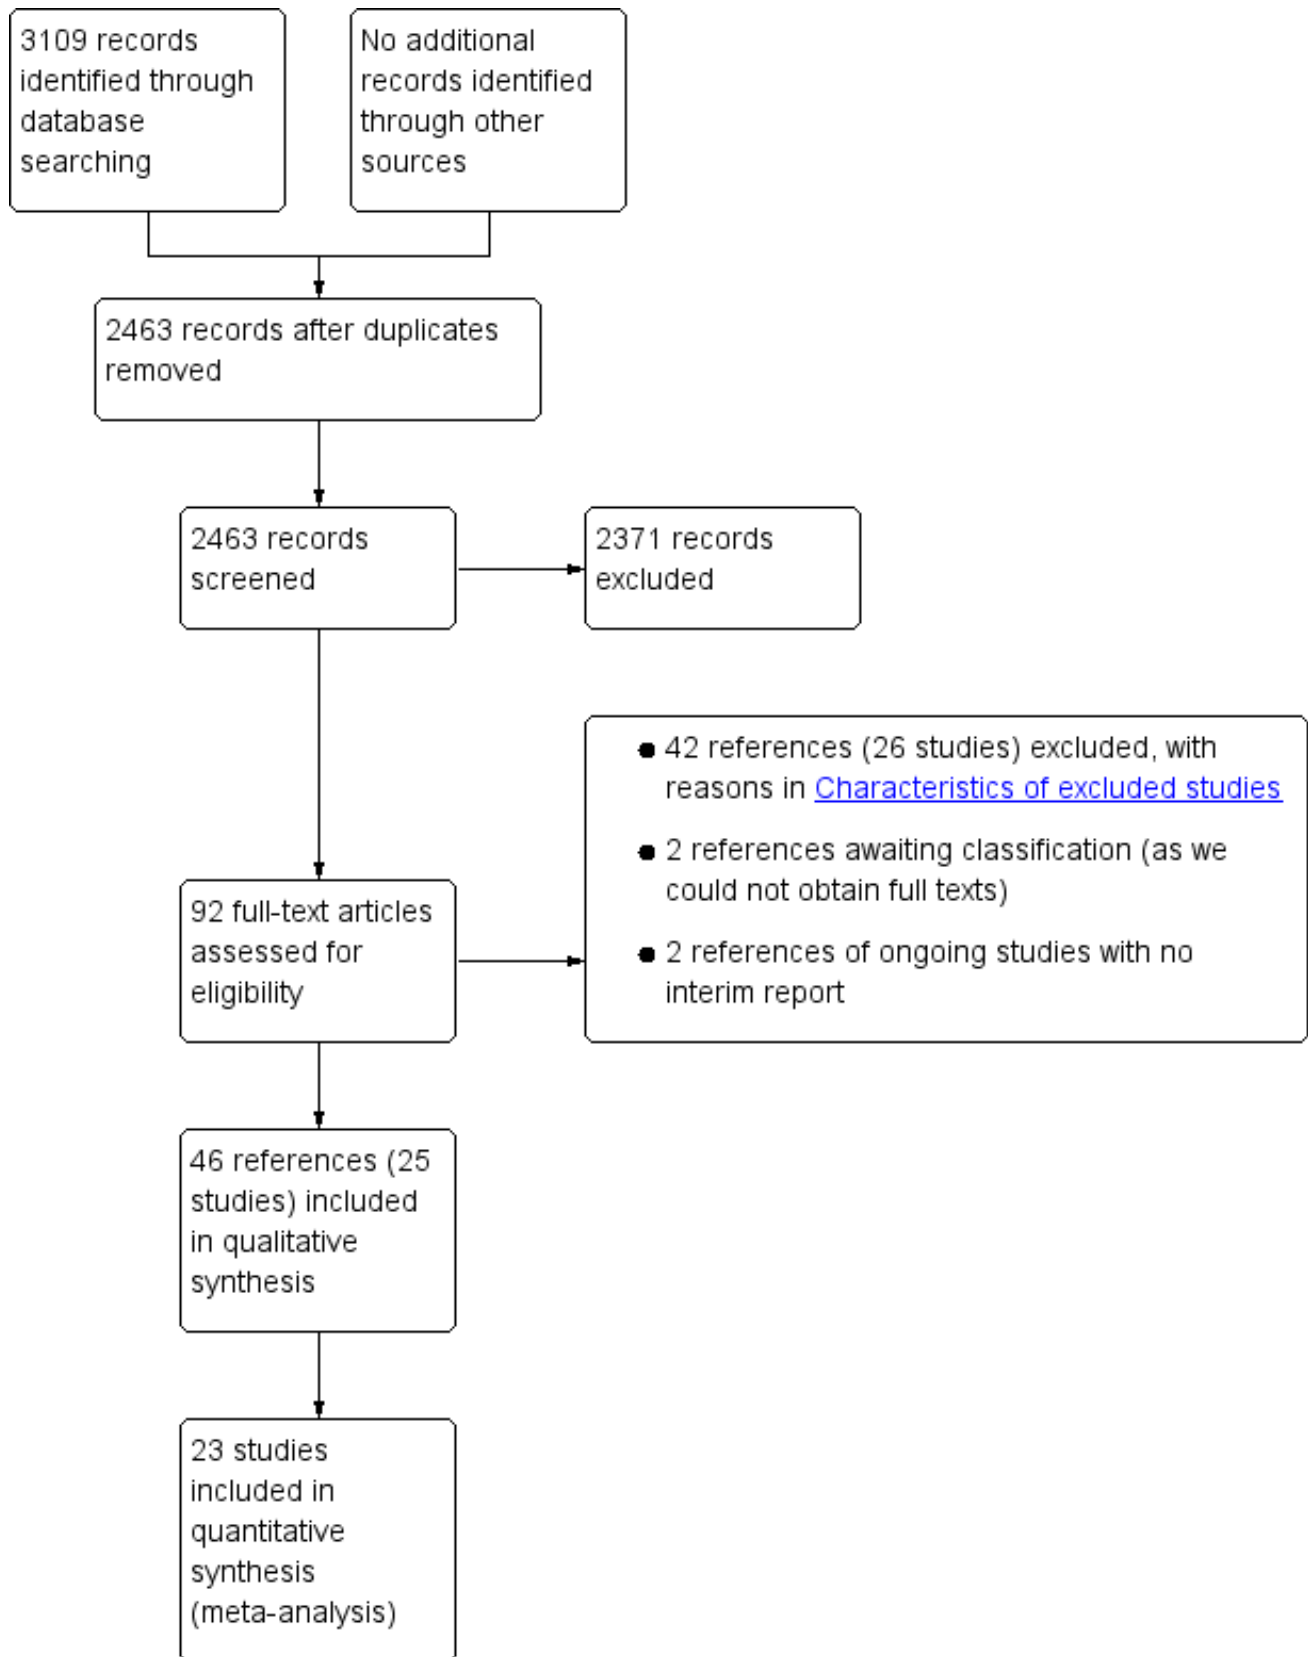 3109 records
identified through
database
searching
No additional
records identified
through other
sources
2463 records after duplicates
removed
2463 records
screened
2371 records
excluded
● 42 references (26 studies) excluded, with
reasons in Characteristics of excluded studies
● 2 references awaiting classification (as we
could not obtain full texts)
● 2 references of ongoing studies with no
interim report
92 full-text articles
assessed for
eligibility
46 references (25
studies) included
in qualitative
synthesis
23 studies
included in
quantitative
synthesis
(meta-analysis)